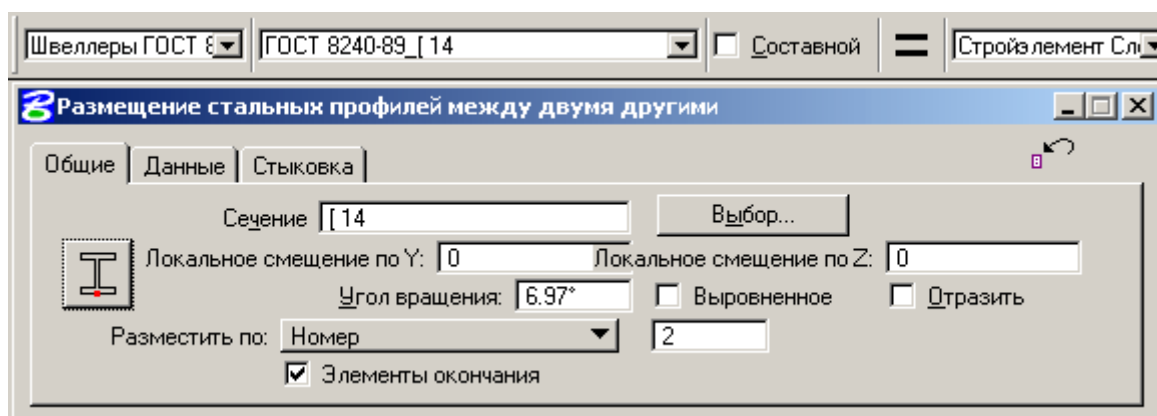 Швеллеры ГОСТ 8 ГОСТ 8240-89_[ 14 Составной Стройэлемент Сл
Размещение стальных профилей между двумя другими
Общие Данные Стыковка
Сечение [ 14 Выбор...
Локальное смещение по Y: 0 Локальное смещение по Z: 0
Угол вращения: 6.97° Выровненное Отразить
Разместить по: Номер 2
Элементы окончания